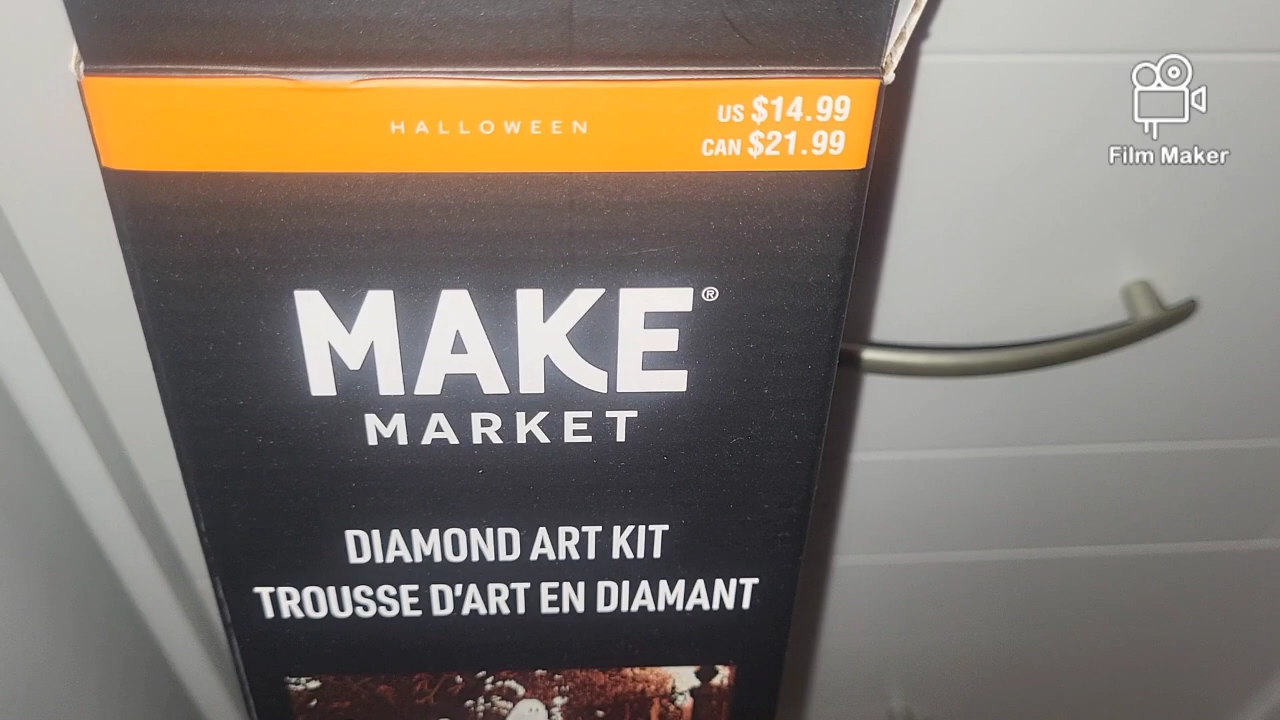 HALLOWEEN
US $14.99
CAN $21.99
Film Maker
MAKE®
MARKET
DIAMOND ART KIT
TROUSSE D'ART EN DIAMANT